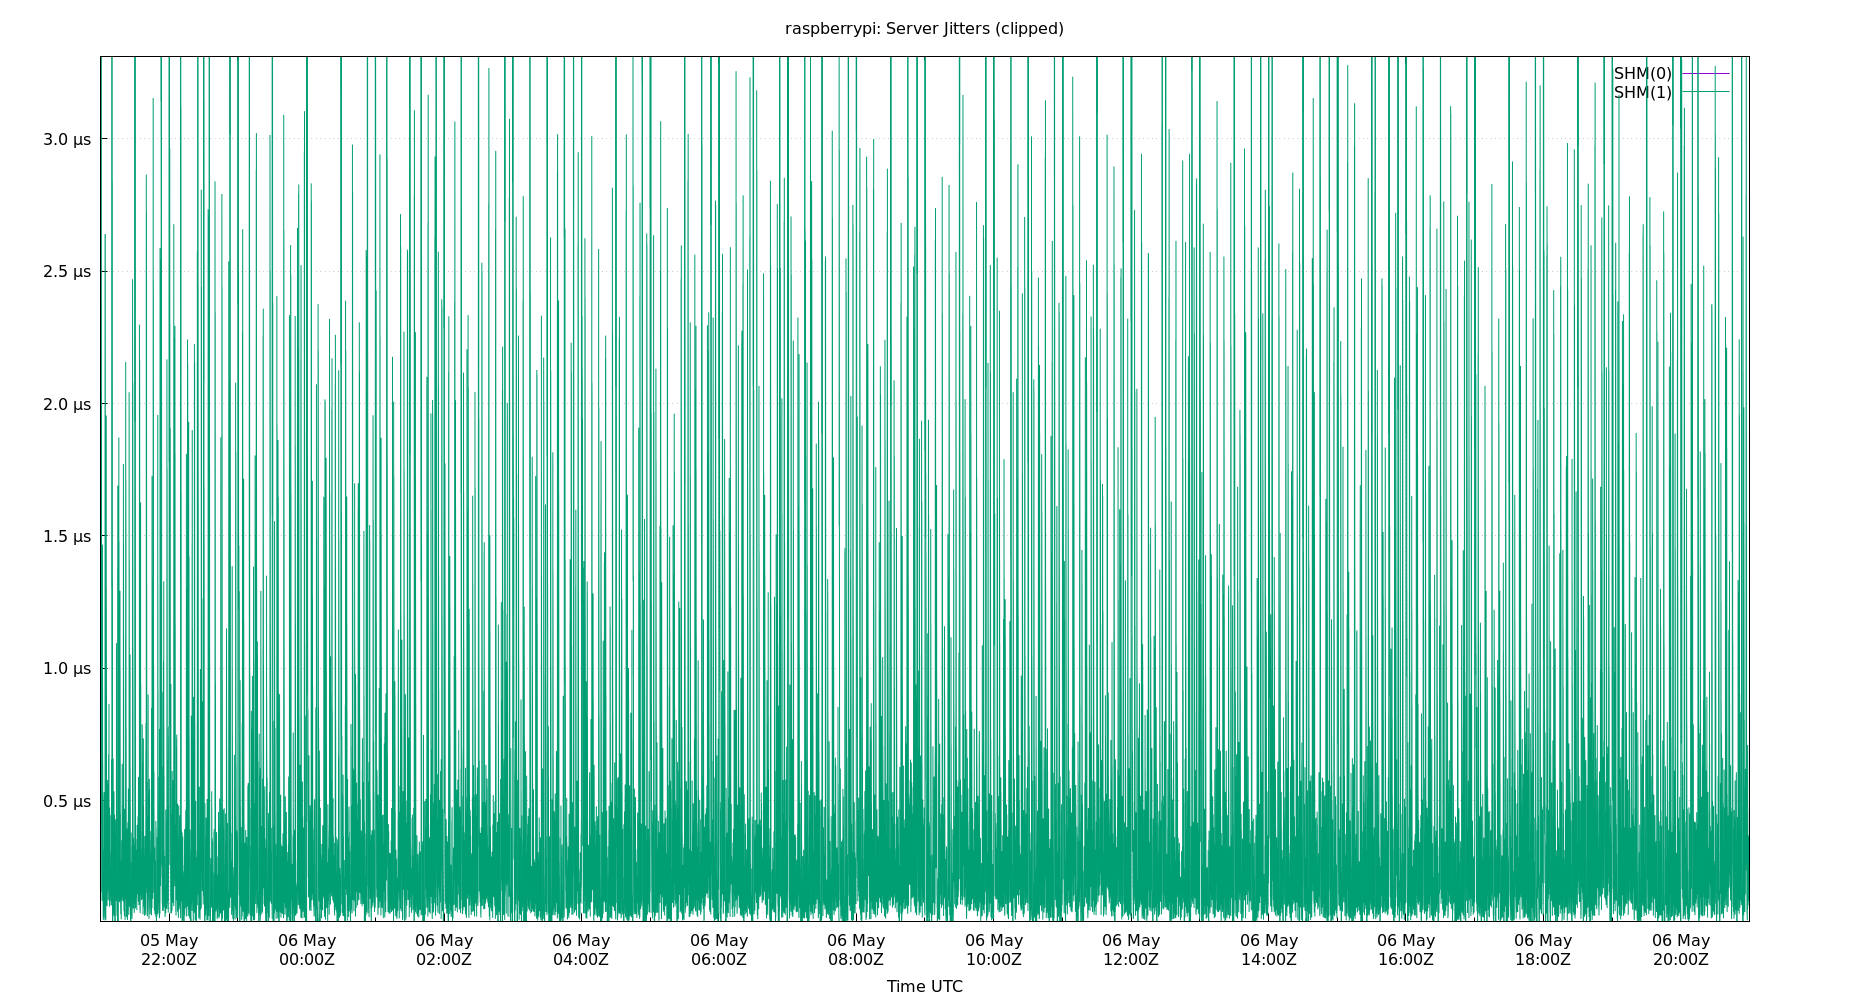 raspberrypi: Server Jitters (clipped)
SHM(0)
SHM(1)
3.0 µs
2.5 µs
2.0 µs
1.5 µs
1.0 µs
0.5 µs
05 May 06 May 06 May 06 May 06 May 06 May 06 May 06 May 06 May 06 May 06 May 06 May
22:00Z 00:00Z 02:00Z 04:00Z 06:00Z 08:00Z 10:00Z 12:00Z 14:00Z 16:00Z 18:00Z 20:00Z
Time UTC